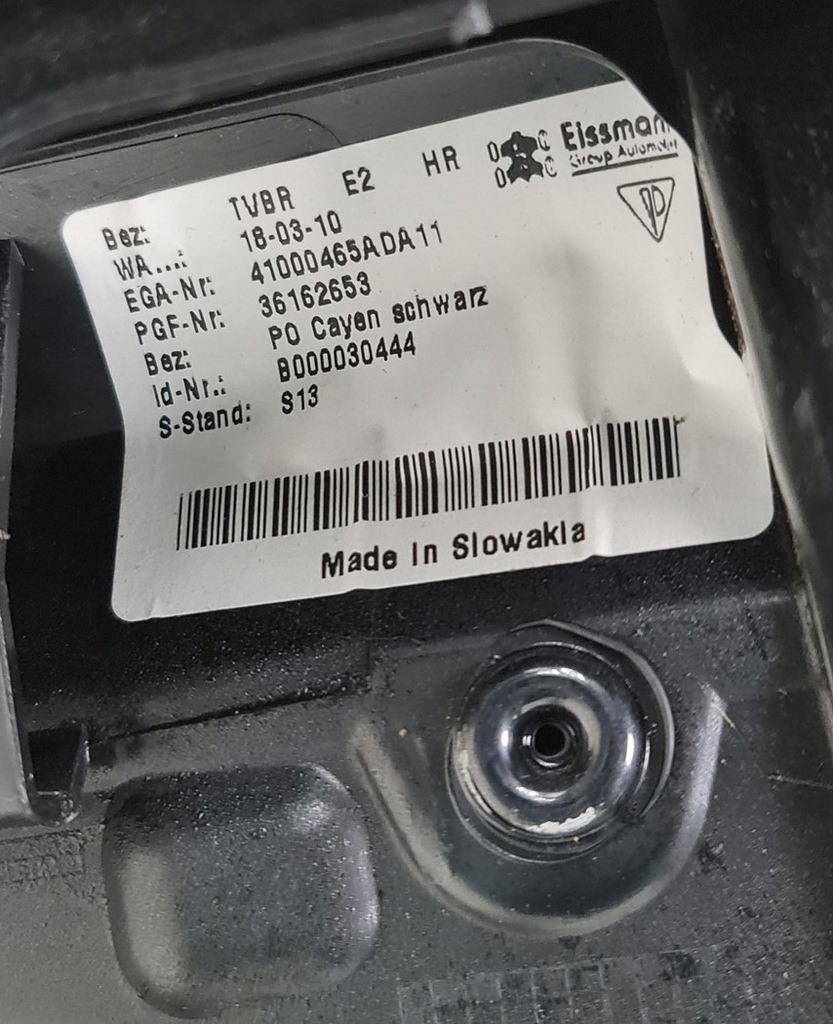 Bez: TVBR E2 HR
Eissmann
Group Automotive
WA...: 18-03-10
EGA-Nr: 41000465ADA11
PGF-Nr: 36162653
Bez: PO Cayen schwarz
Id-Nr.: B000030444
S-Stand: S13
Made in Slowakia